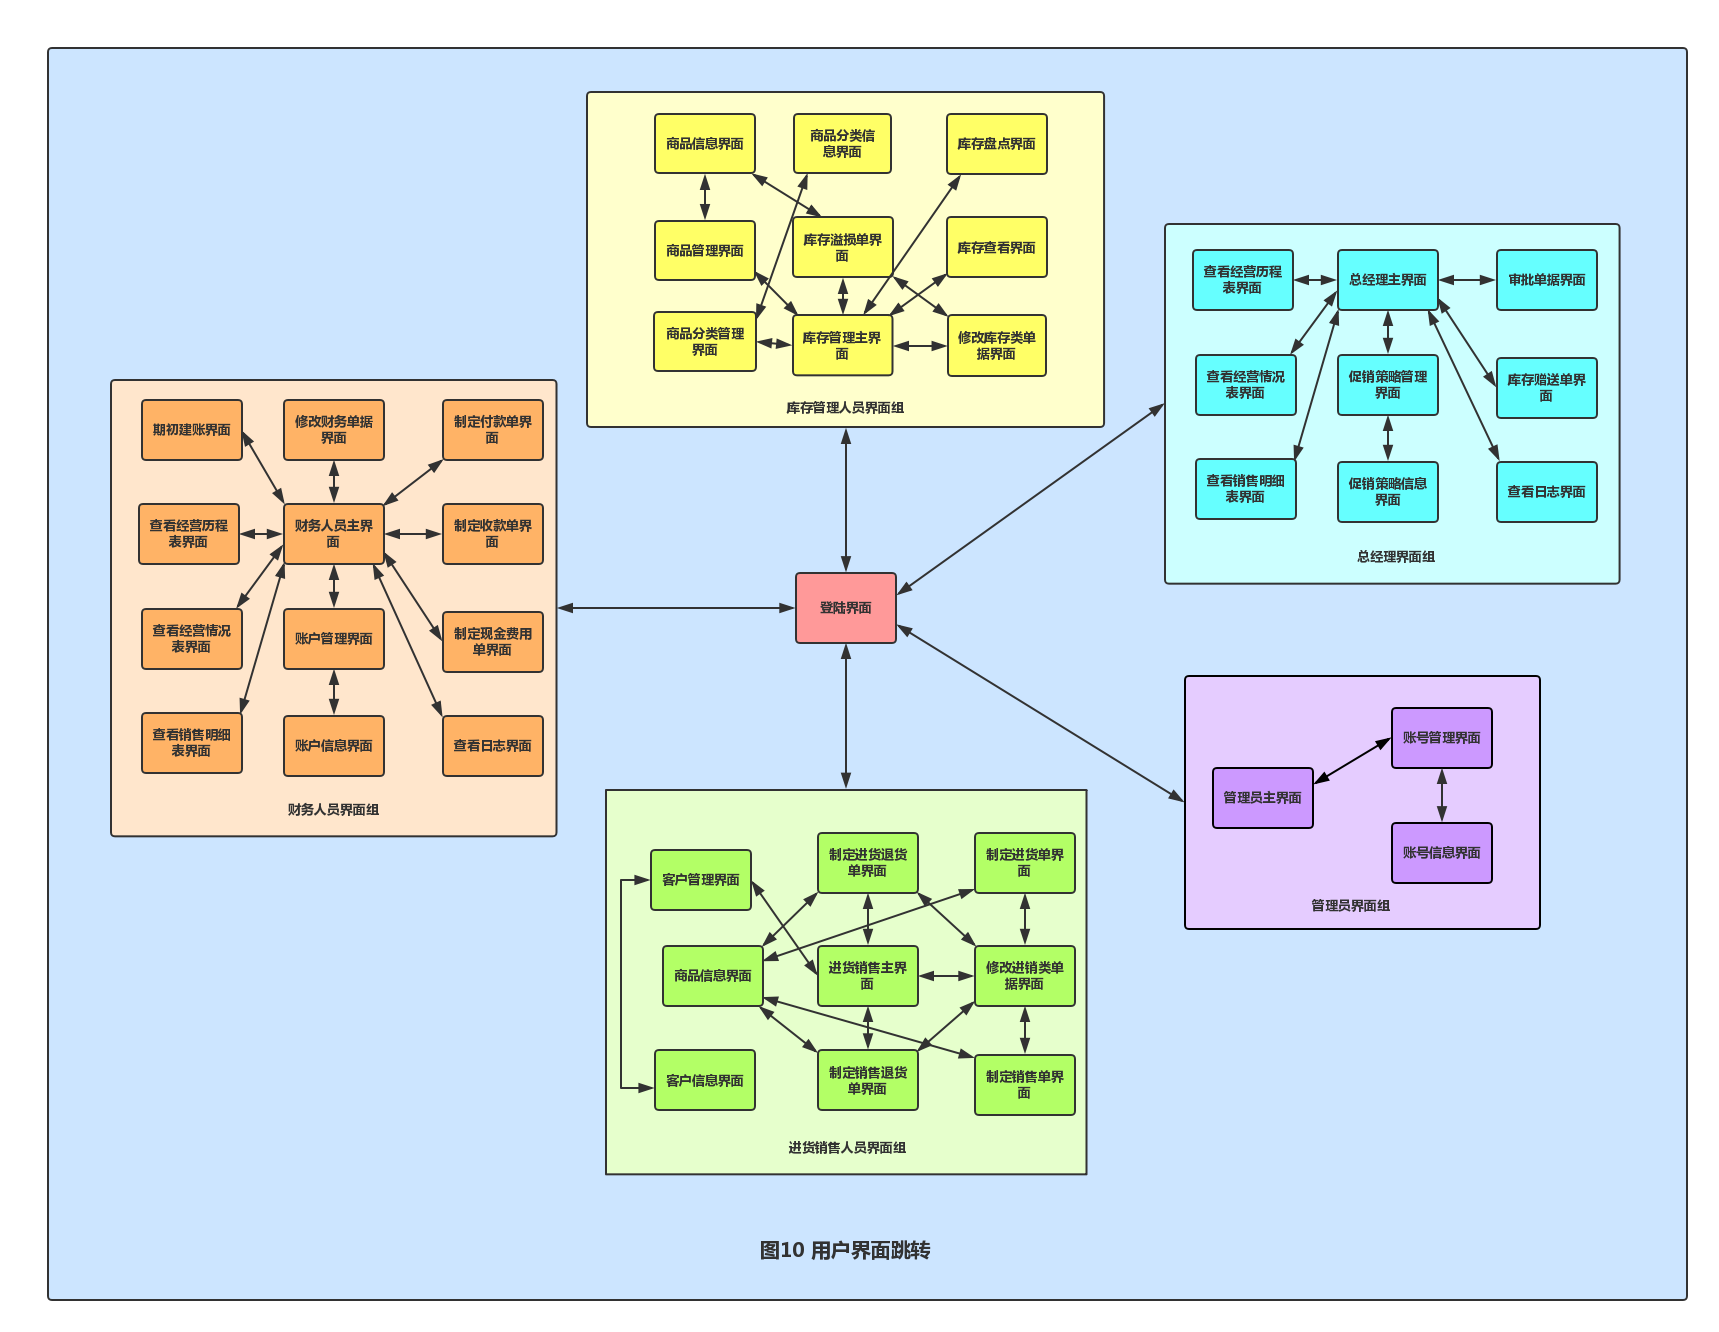 商品信息界面
商品分类信
息界面
库存盘点界面
商品管理界面
库存溢损单界
面
库存查看界面
商品分类管理
界面
库存管理主界
面
修改库存类单
据界面
库存管理人员界面组
查看经营历程
表界面
总经理主界面
审批单据界面
查看经营情况
表界面
促销策略管理
界面
库存赠送单界
面
查看销售明细
表界面
促销策略信息
界面
查看日志界面
总经理界面组
期初建账界面
修改财务单据
界面
制定付款单界
面
查看经营历程
表界面
财务人员主界
面
制定收款单界
面
查看经营情况
表界面
账户管理界面
制定现金费用
单界面
查看销售明细
表界面
账户信息界面
查看日志界面
财务人员界面组
登陆界面
账号管理界面
管理员主界面
账号信息界面
管理员界面组
客户管理界面
制定进货退货
单界面
制定进货单界
面
商品信息界面
进货销售主界
面
修改进销类单
据界面
客户信息界面
制定销售退货
单界面
制定销售单界
面
进货销售人员界面组
图10 用户界面跳转